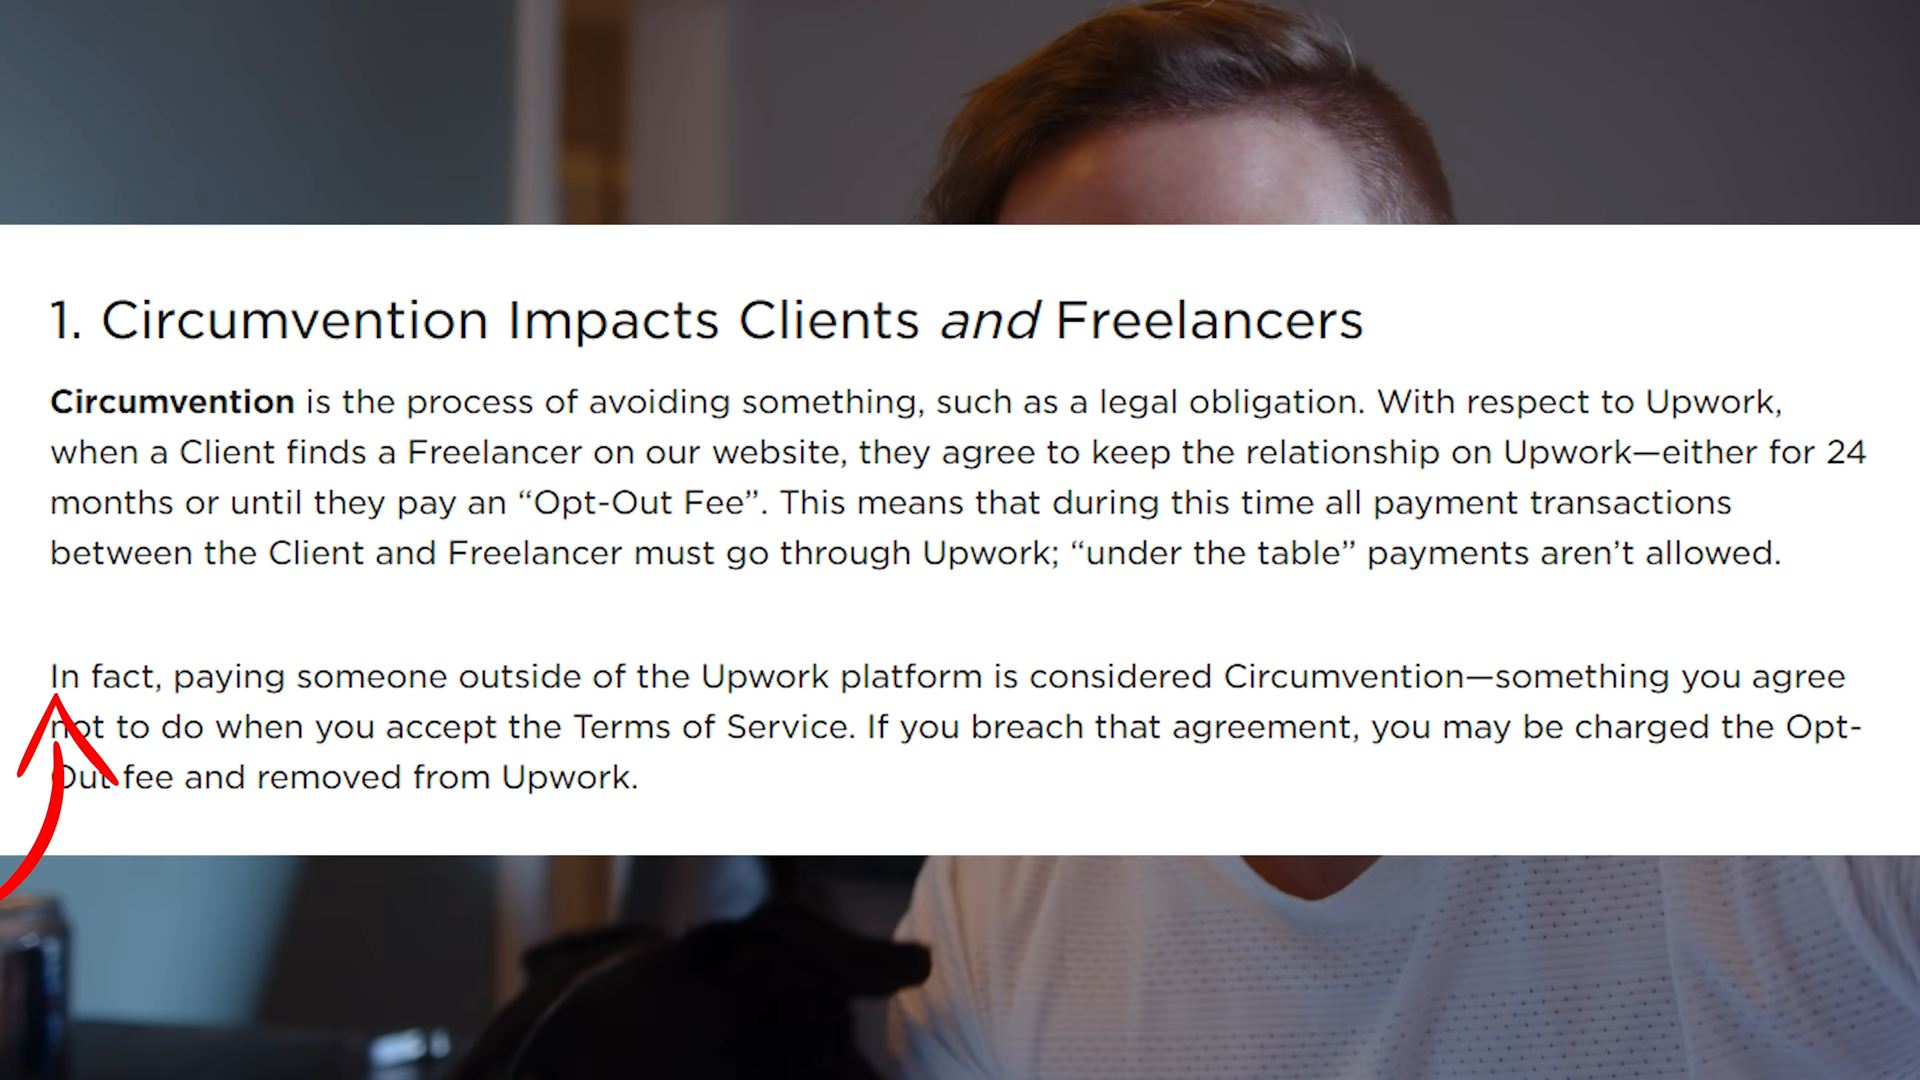 1. Circumvention Impacts Clients and Freelancers
Circumvention is the process of avoiding something, such as a legal obligation. With respect to Upwork,
when a Client finds a Freelancer on our website, they agree to keep the relationship on Upwork—either for 24
months or until they pay an “Opt-Out Fee”. This means that during this time all payment transactions
between the Client and Freelancer must go through Upwork; “under the table” payments aren’t allowed.
In fact, paying someone outside of the Upwork platform is considered Circumvention—something you agree
not to do when you accept the Terms of Service. If you breach that agreement, you may be charged the Opt-
Out fee and removed from Upwork.